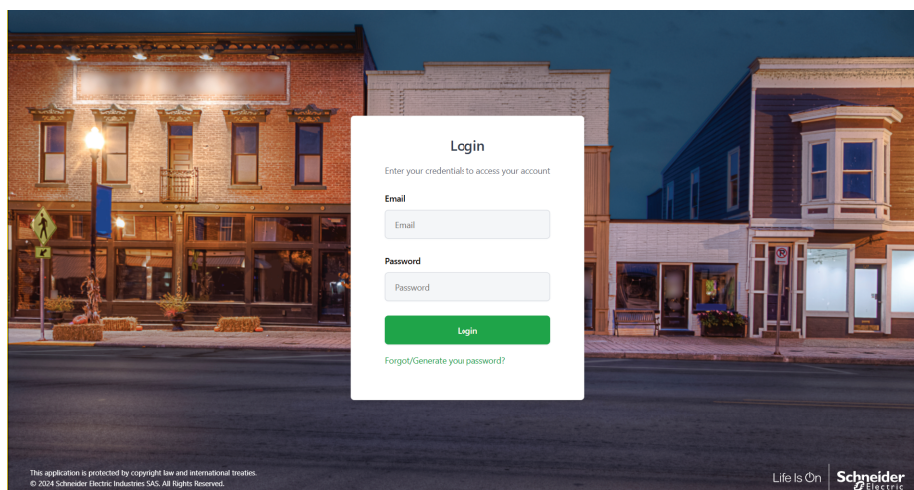 Login
Enter your credentials to access your account
Email
Email
Password
Password
Login
Forgot/Generate your password?
This application is protected by copyright law and international treaties.
© 2024 Schneider Electric Industries SAS. All Rights Reserved.
Life Is On
Schneider
Electric